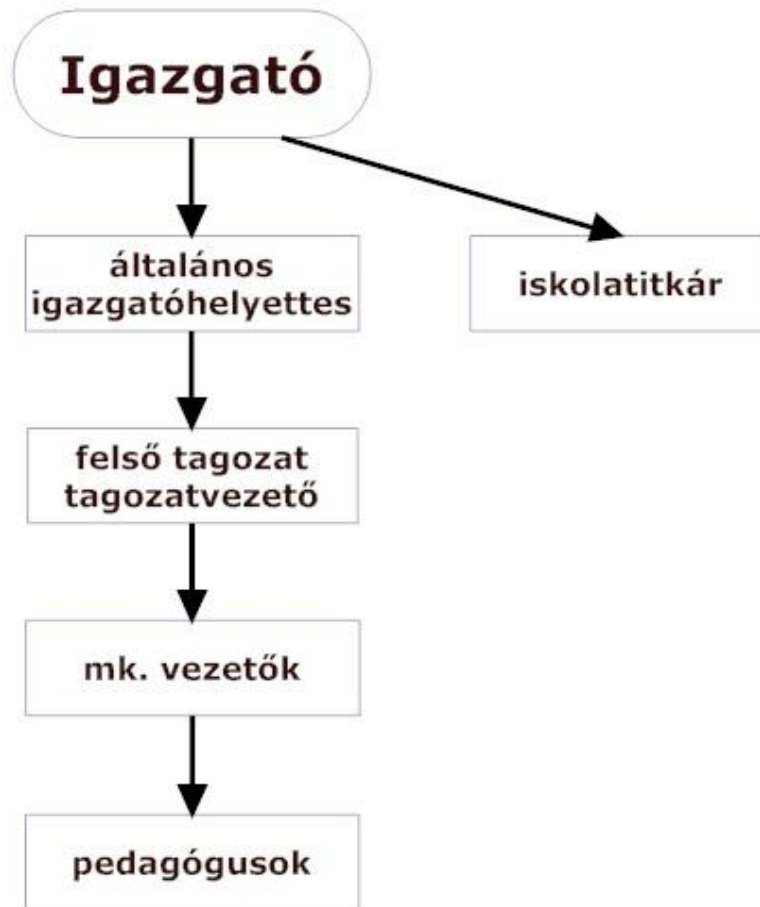 Igazgató
általános
igazgatóhelyettes
iskolatitkár
felső tagozat
tagozatvezető
mk. vezetők
pedagógusok